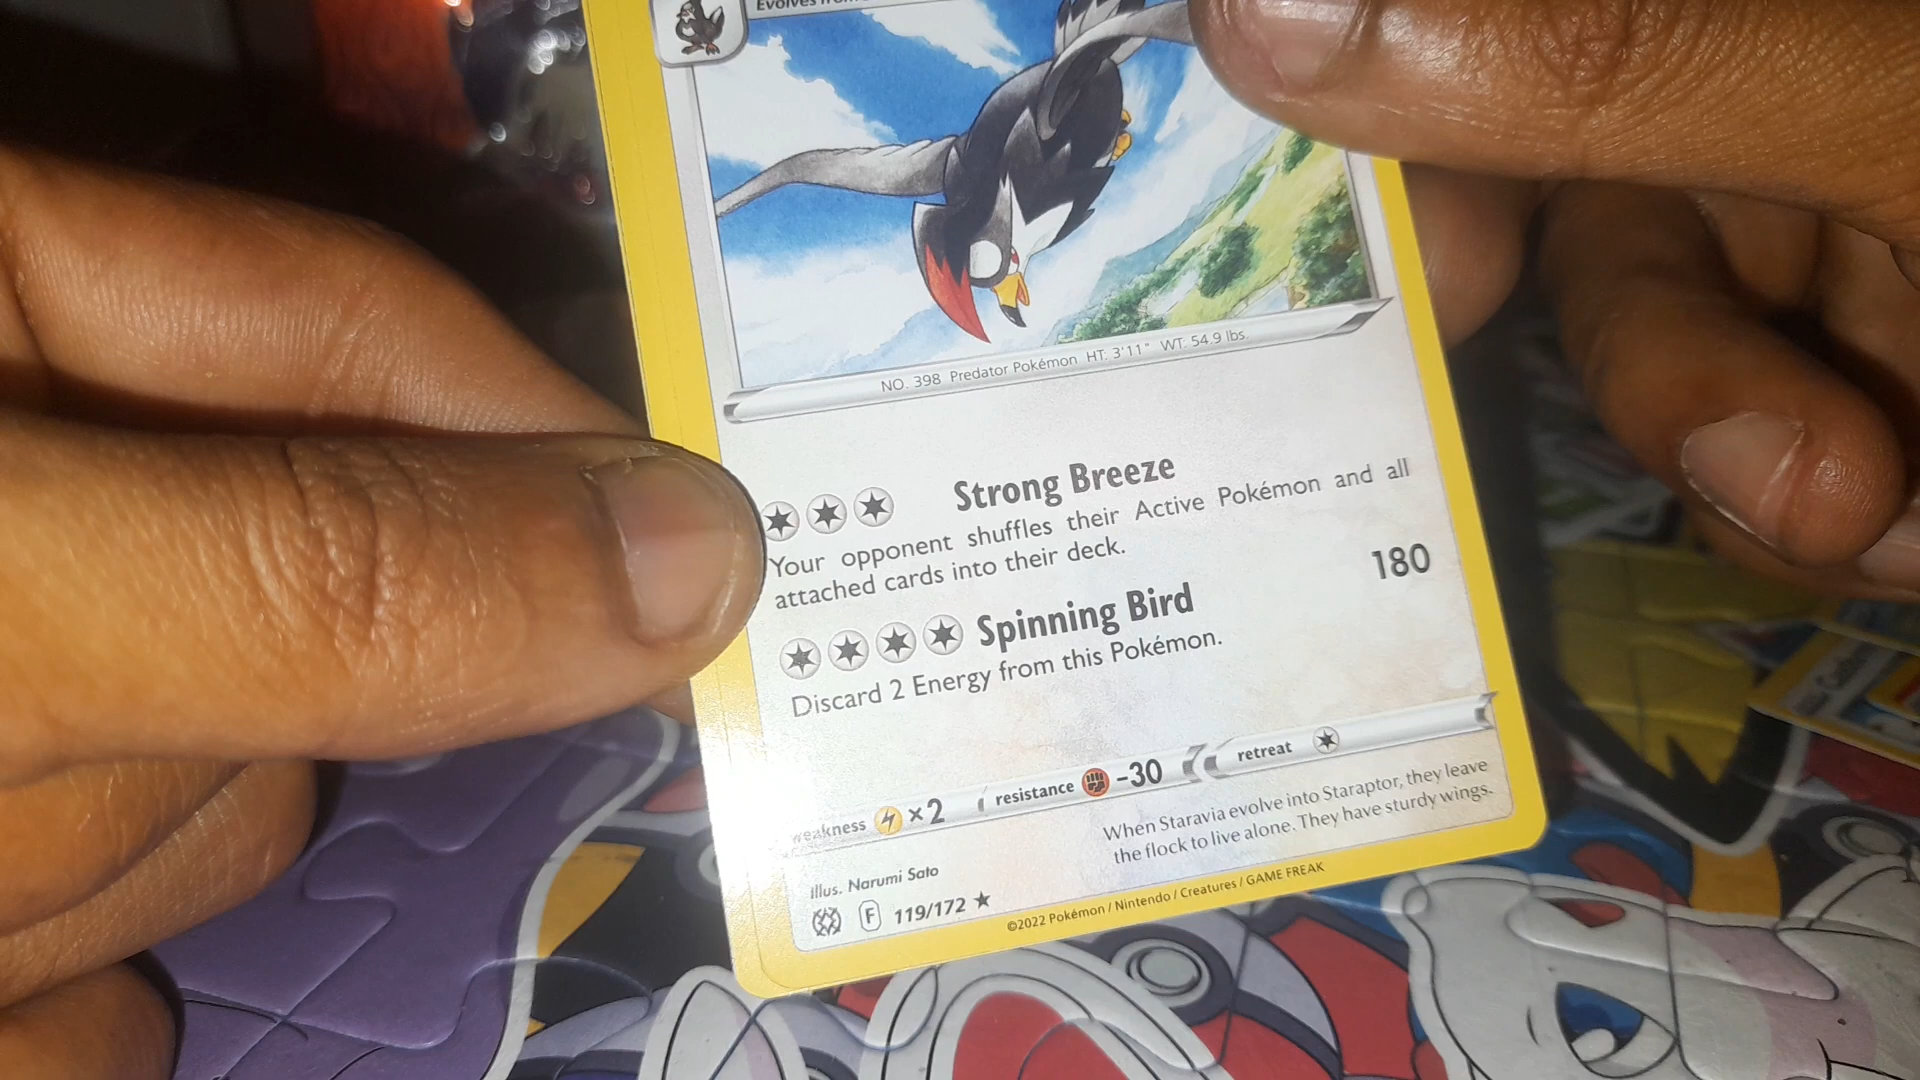 Evolves from
NO. 398 Predator Pokémon HT: 3'11" WT: 54.9 lbs.
Strong Breeze
Your opponent shuffles their Active Pokémon and all
attached cards into their deck.
Spinning Bird 180
Discard 2 Energy from this Pokémon.
weakness ×2 resistance -30 retreat
When Staravia evolve into Staraptor, they leave
the flock to live alone. They have sturdy wings.
Illus. Narumi Sato
F 119/172 ★
©2022 Pokémon / Nintendo / Creatures / GAME FREAK